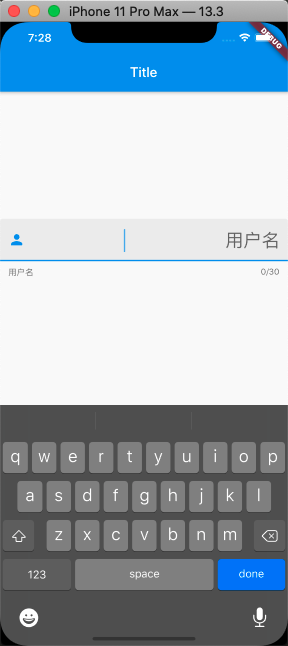 iPhone 11 Pro Max — 13.3
7:28
DEBUG
Title
用户名
用户名 0/30
q w e r t y u i o p
a s d f g h j k l
z x c v b n m
123 space done